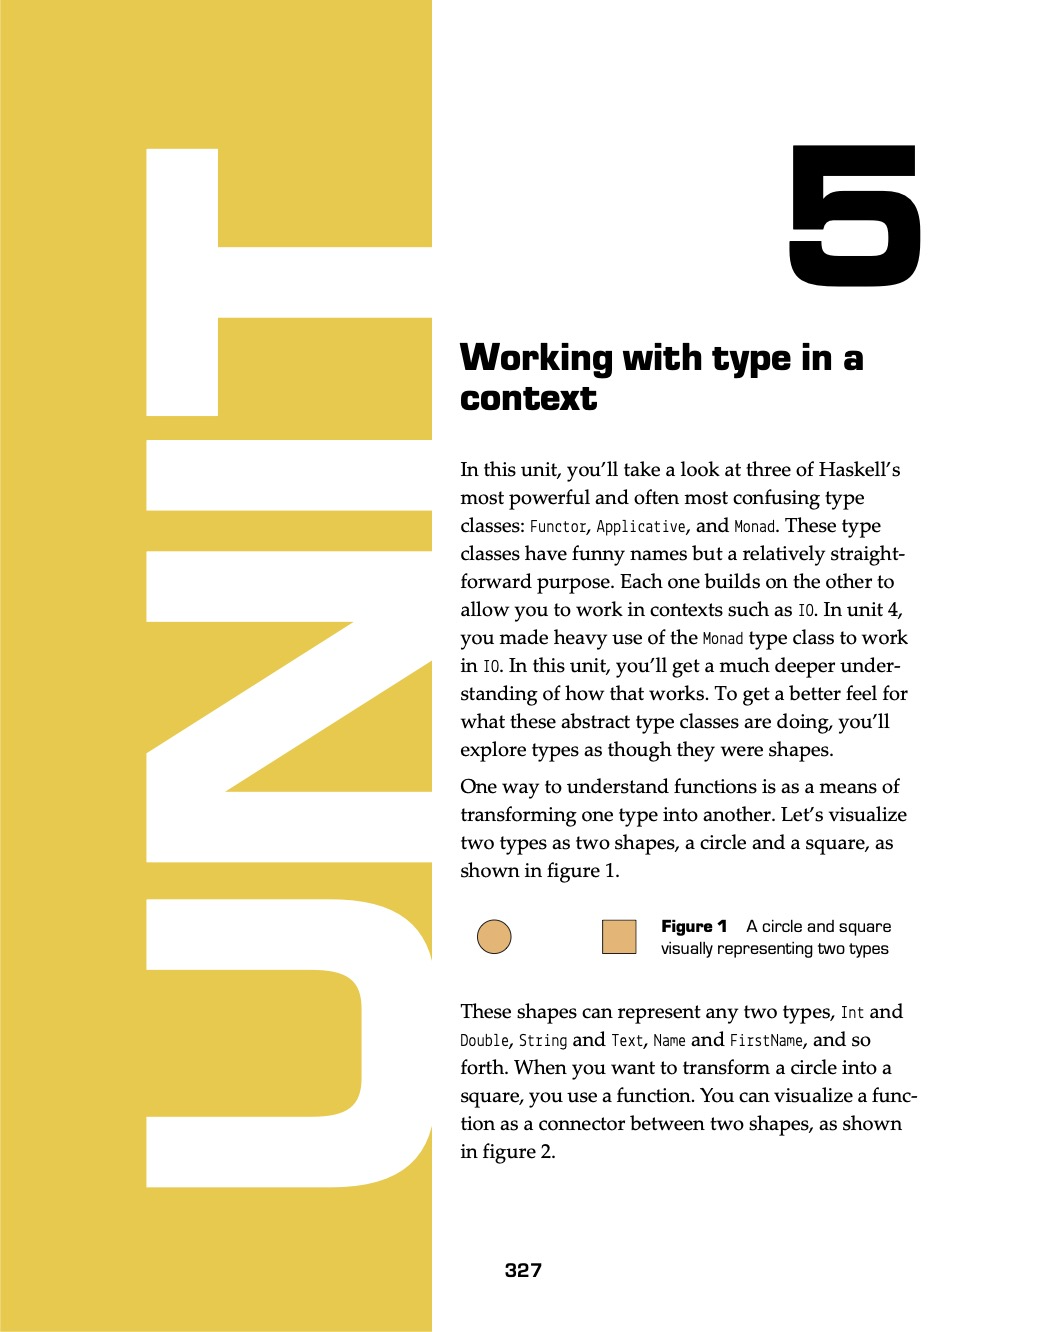 UNIT
5
Working with type in a
context
In this unit, you’ll take a look at three of Haskell’s
most powerful and often most confusing type
classes: Functor, Applicative, and Monad. These type
classes have funny names but a relatively straight-
forward purpose. Each one builds on the other to
allow you to work in contexts such as IO. In unit 4,
you made heavy use of the Monad type class to work
in IO. In this unit, you’ll get a much deeper under-
standing of how that works. To get a better feel for
what these abstract type classes are doing, you’ll
explore types as though they were shapes.
One way to understand functions is as a means of
transforming one type into another. Let’s visualize
two types as two shapes, a circle and a square, as
shown in figure 1.
Figure 1 A circle and square
visually representing two types
These shapes can represent any two types, Int and
Double, String and Text, Name and FirstName, and so
forth. When you want to transform a circle into a
square, you use a function. You can visualize a func-
tion as a connector between two shapes, as shown
in figure 2.
327